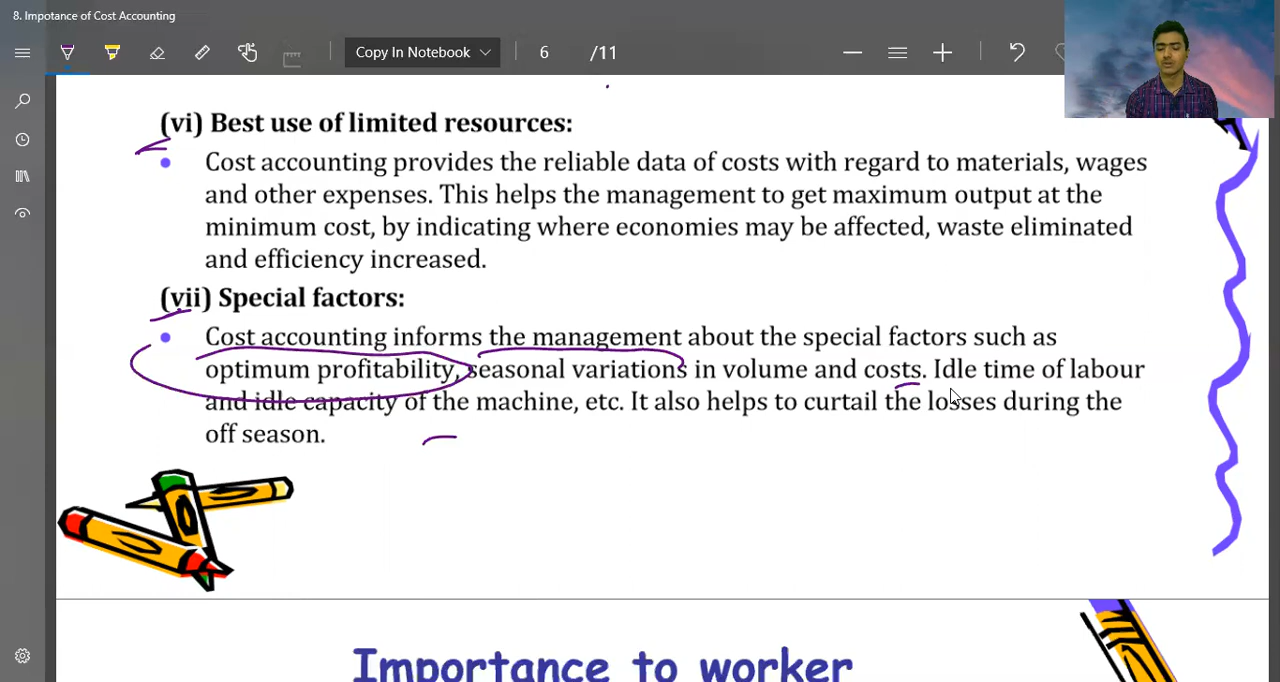 8. Impotance of Cost Accounting
Copy In Notebook
6 /11
(vi) Best use of limited resources:
Cost accounting provides the reliable data of costs with regard to materials, wages
and other expenses. This helps the management to get maximum output at the
minimum cost, by indicating where economies may be affected, waste eliminated
and efficiency increased.
(vii) Special factors:
Cost accounting informs the management about the special factors such as
optimum profitability, seasonal variations in volume and costs. Idle time of labour
and idle capacity of the machine, etc. It also helps to curtail the losses during the
off season.
Importance to worker